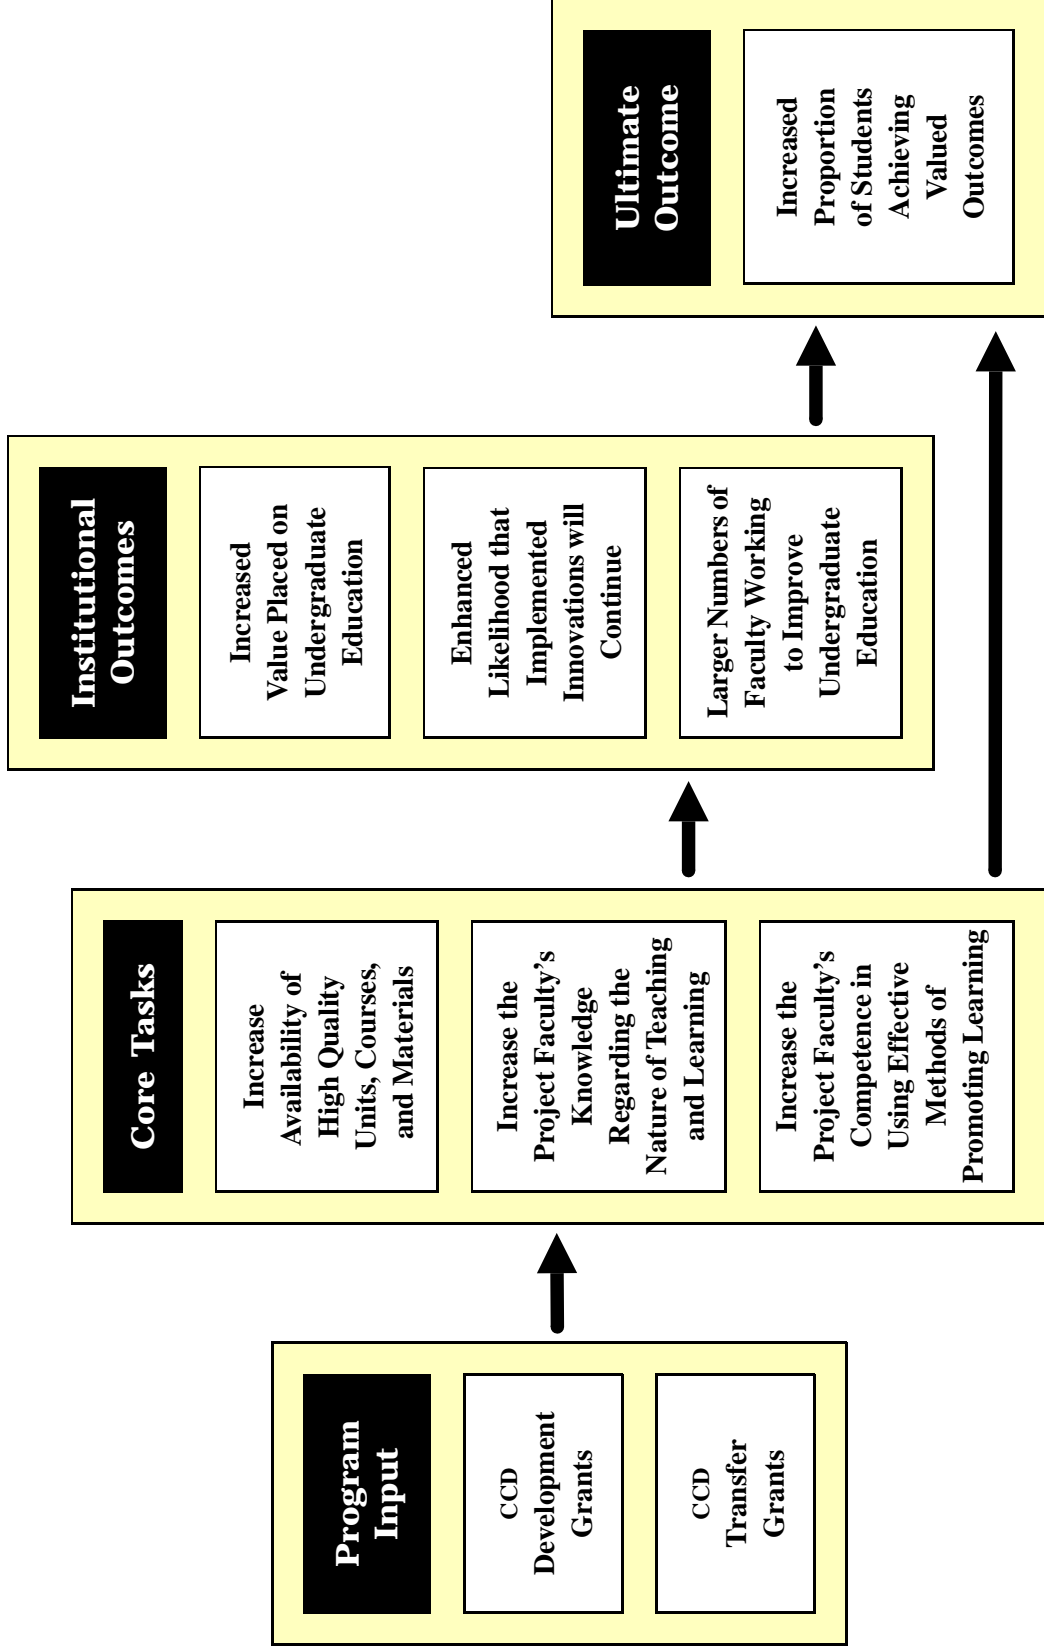 Program
Input
CCD
Development
Grants
CCD
Transfer
Grants
Core Tasks
Increase
Availability of
High Quality
Units, Courses,
and Materials
Increase the
Project Faculty’s
Knowledge
Regarding the
Nature of Teaching
and Learning
Increase the
Project Faculty’s
Competence in
Using Effective
Methods of
Promoting Learning
Institutional
Outcomes
Increased
Value Placed on
Undergraduate
Education
Enhanced
Likelihood that
Implemented
Innovations will
Continue
Larger Numbers of
Faculty Working
to Improve
Undergraduate
Education
Ultimate
Outcome
Increased
Proportion
of Students
Achieving
Valued
Outcomes